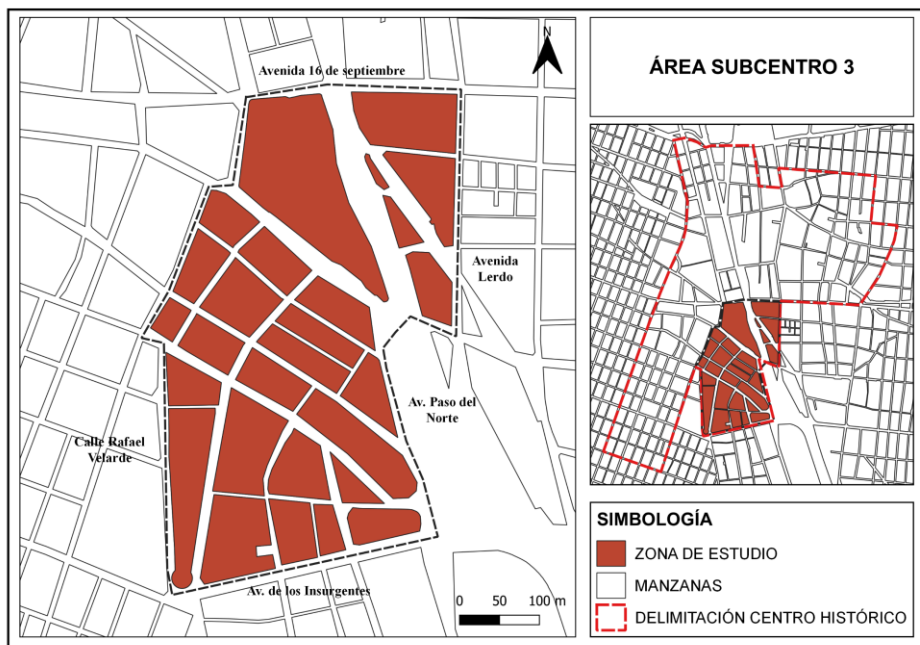 N
Avenida 16 de septiembre
Avenida
Lerdo
Av. Paso del
Norte
Calle Rafael
Velarde
Av. de los Insurgentes
0 50 100 m
ÁREA SUBCENTRO 3
SIMBOLOGÍA
ZONA DE ESTUDIO
MANZANAS
DELIMITACIÓN CENTRO HISTÓRICO